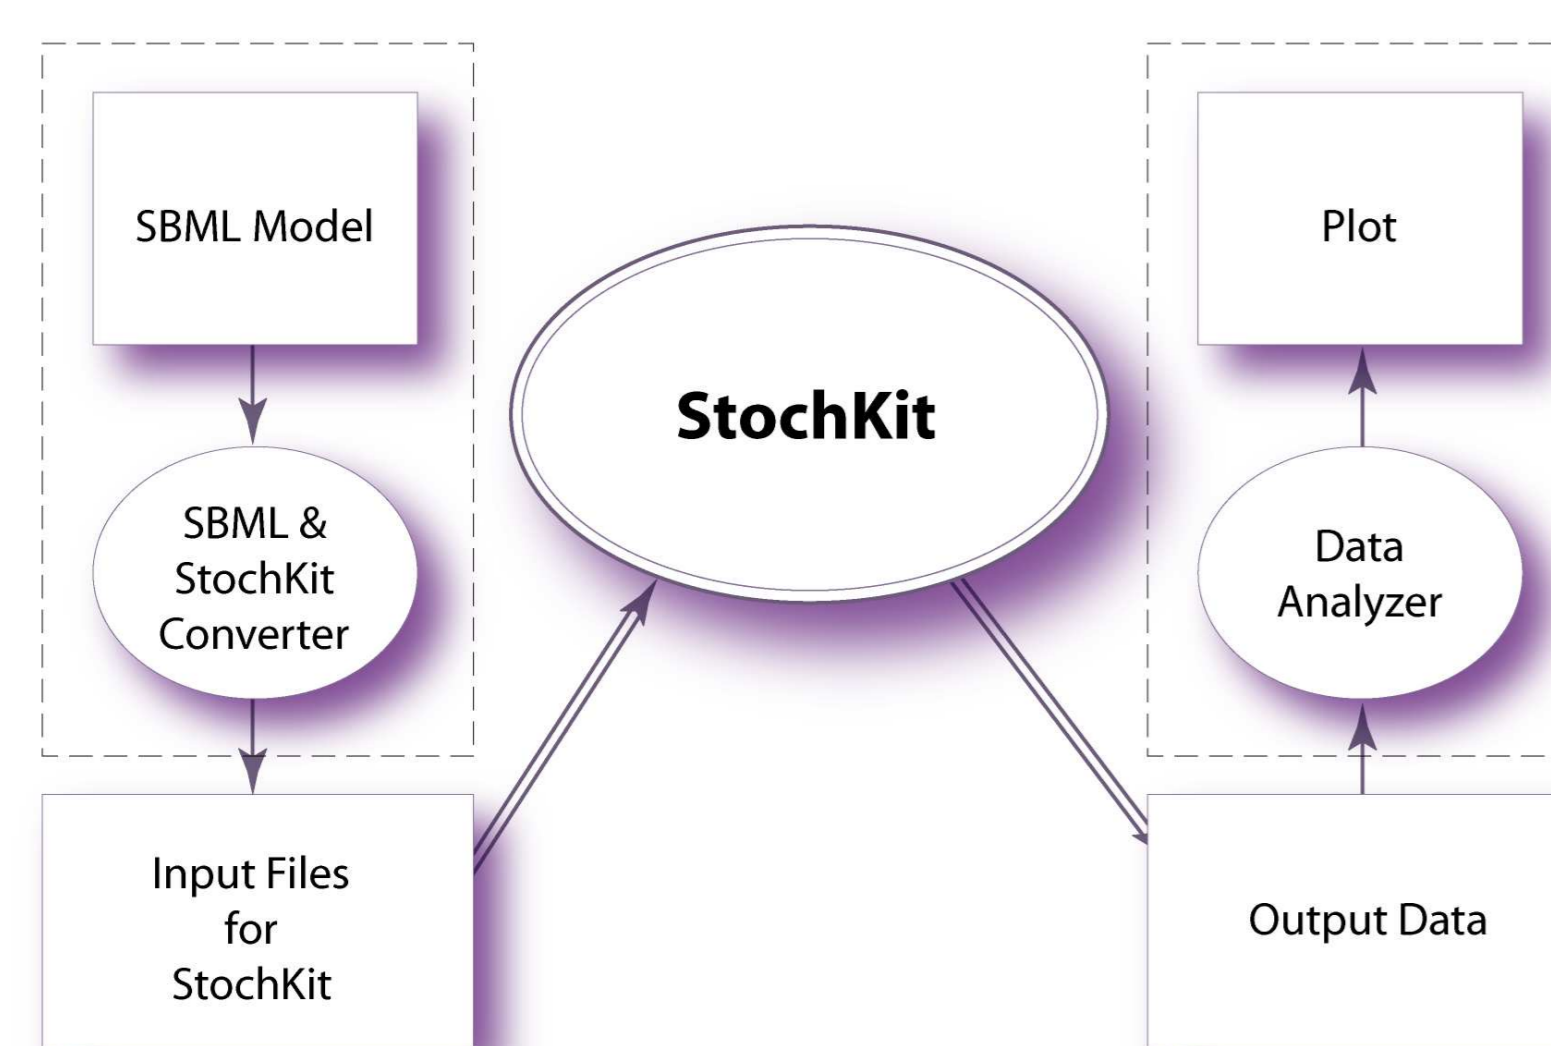 SBML Model
SBML &
StochKit
Converter
Input Files
for
StochKit
StochKit
Plot
Data
Analyzer
Output Data